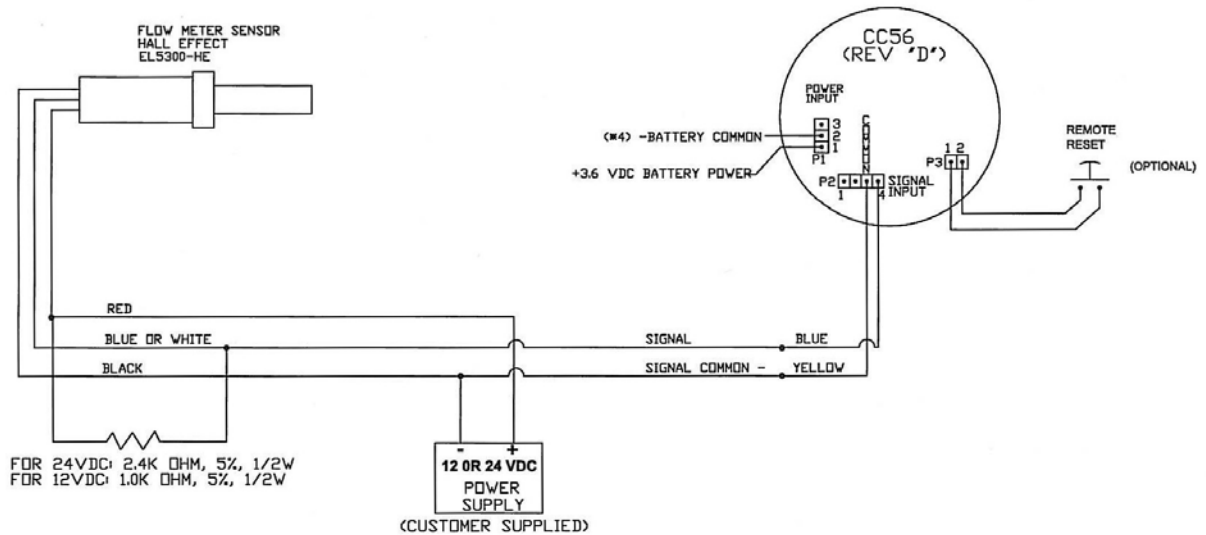 FLOW METER SENSOR
HALL EFFECT
EL5300-HE
CC56
(REV "D")
POWER
INPUT
3
2
1
P1
COMMON
(*4) -BATTERY COMMON
+3.6 VDC BATTERY POWER
P2
1
4
SIGNAL
INPUT
1 2
P3
REMOTE
RESET
(OPTIONAL)
RED
BLUE OR WHITE
SIGNAL
BLUE
BLACK
SIGNAL COMMON -
YELLOW
FOR 24VDC: 2.4K OHM, 5%, 1/2W
FOR 12VDC: 1.0K OHM, 5%, 1/2W
- +
12 0R 24 VDC
POWER
SUPPLY
(CUSTOMER SUPPLIED)